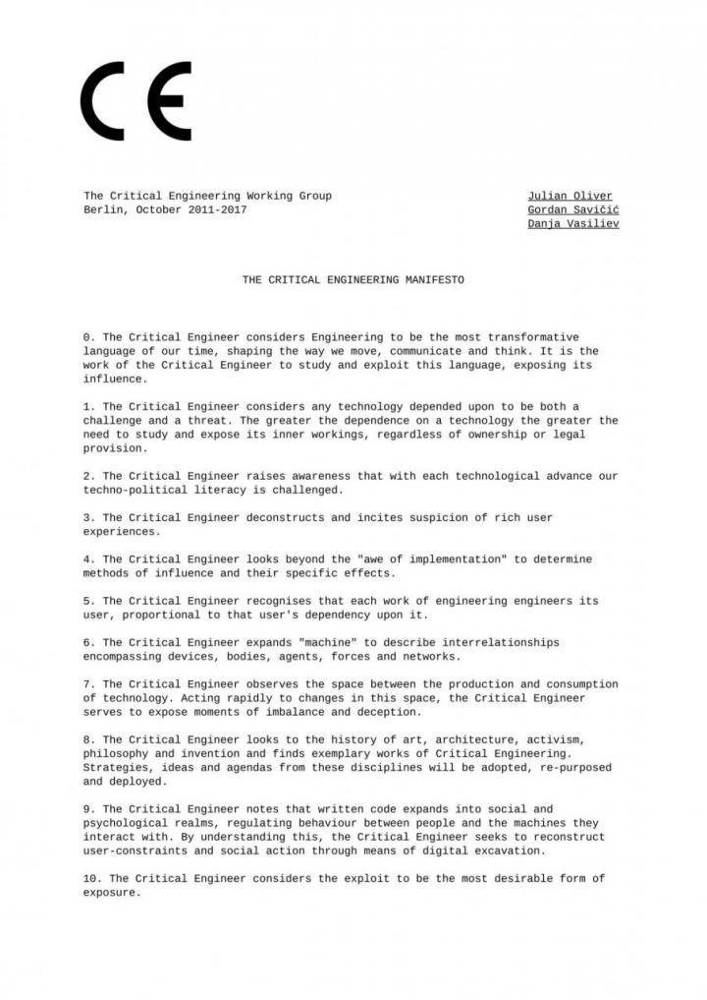 CE
The Critical Engineering Working Group
Berlin, October 2011-2017
Julian Oliver
Gordan Savičić
Danja Vasiliev
THE CRITICAL ENGINEERING MANIFESTO
0. The Critical Engineer considers Engineering to be the most transformative
language of our time, shaping the way we move, communicate and think. It is the
work of the Critical Engineer to study and exploit this language, exposing its
influence.
1. The Critical Engineer considers any technology depended upon to be both a
challenge and a threat. The greater the dependence on a technology the greater the
need to study and expose its inner workings, regardless of ownership or legal
provision.
2. The Critical Engineer raises awareness that with each technological advance our
techno-political literacy is challenged.
3. The Critical Engineer deconstructs and incites suspicion of rich user
experiences.
4. The Critical Engineer looks beyond the "awe of implementation" to determine
methods of influence and their specific effects.
5. The Critical Engineer recognises that each work of engineering engineers its
user, proportional to that user's dependency upon it.
6. The Critical Engineer expands "machine" to describe interrelationships
encompassing devices, bodies, agents, forces and networks.
7. The Critical Engineer observes the space between the production and consumption
of technology. Acting rapidly to changes in this space, the Critical Engineer
serves to expose moments of imbalance and deception.
8. The Critical Engineer looks to the history of art, architecture, activism,
philosophy and invention and finds exemplary works of Critical Engineering.
Strategies, ideas and agendas from these disciplines will be adopted, re-purposed
and deployed.
9. The Critical Engineer notes that written code expands into social and
psychological realms, regulating behaviour between people and the machines they
interact with. By understanding this, the Critical Engineer seeks to reconstruct
user-constraints and social action through means of digital excavation.
10. The Critical Engineer considers the exploit to be the most desirable form of
exposure.